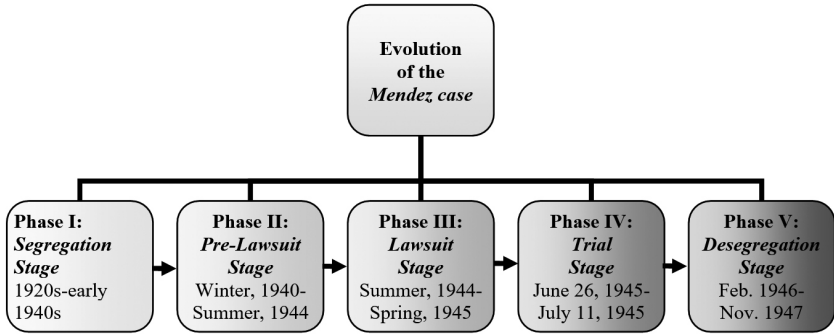 Evolution
of the
Mendez case
Phase I:
Segregation
Stage
1920s-early
1940s
Phase II:
Pre-Lawsuit
Stage
Winter, 1940-
Summer, 1944
Phase III:
Lawsuit
Stage
Summer, 1944-
Spring, 1945
Phase IV:
Trial
Stage
June 26, 1945-
July 11, 1945
Phase V:
Desegregation
Stage
Feb. 1946-
Nov. 1947